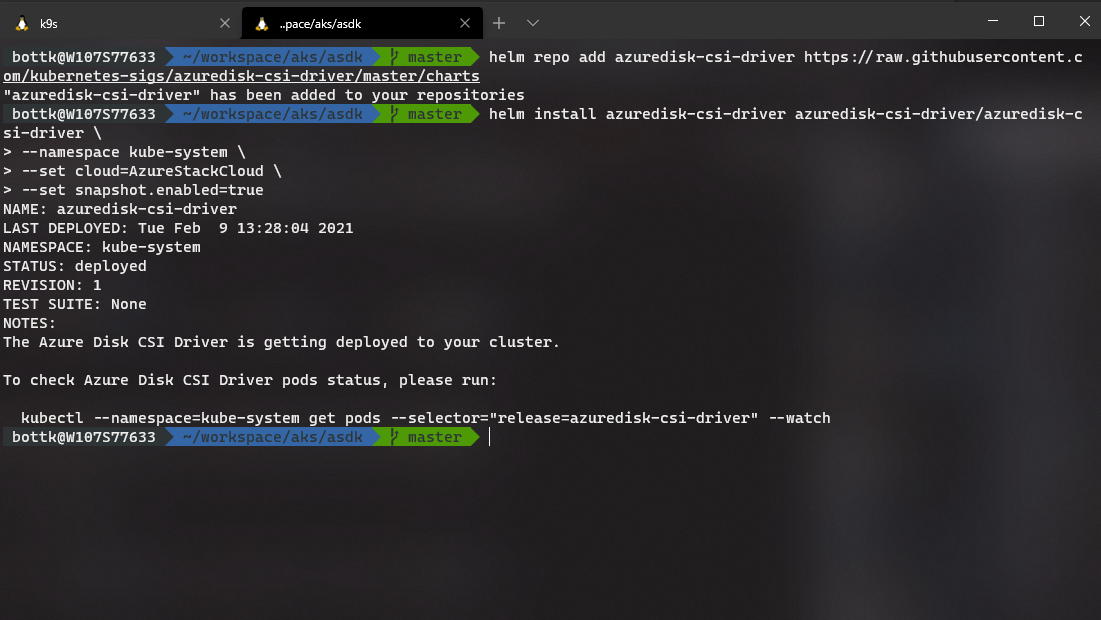 k9s
..pace/aks/asdk
bottk@W107S77633 ~/workspace/aks/asdk master helm repo add azuredisk-csi-driver https://raw.githubusercontent.c
om/kubernetes-sigs/azuredisk-csi-driver/master/charts
"azuredisk-csi-driver" has been added to your repositories
bottk@W107S77633 ~/workspace/aks/asdk master helm install azuredisk-csi-driver azuredisk-csi-driver/azuredisk-c
si-driver \
> --namespace kube-system \
> --set cloud=AzureStackCloud \
> --set snapshot.enabled=true
NAME: azuredisk-csi-driver
LAST DEPLOYED: Tue Feb  9 13:28:04 2021
NAMESPACE: kube-system
STATUS: deployed
REVISION: 1
TEST SUITE: None
NOTES:
The Azure Disk CSI Driver is getting deployed to your cluster.
To check Azure Disk CSI Driver pods status, please run:
kubectl --namespace=kube-system get pods --selector="release=azuredisk-csi-driver" --watch
bottk@W107S77633 ~/workspace/aks/asdk master